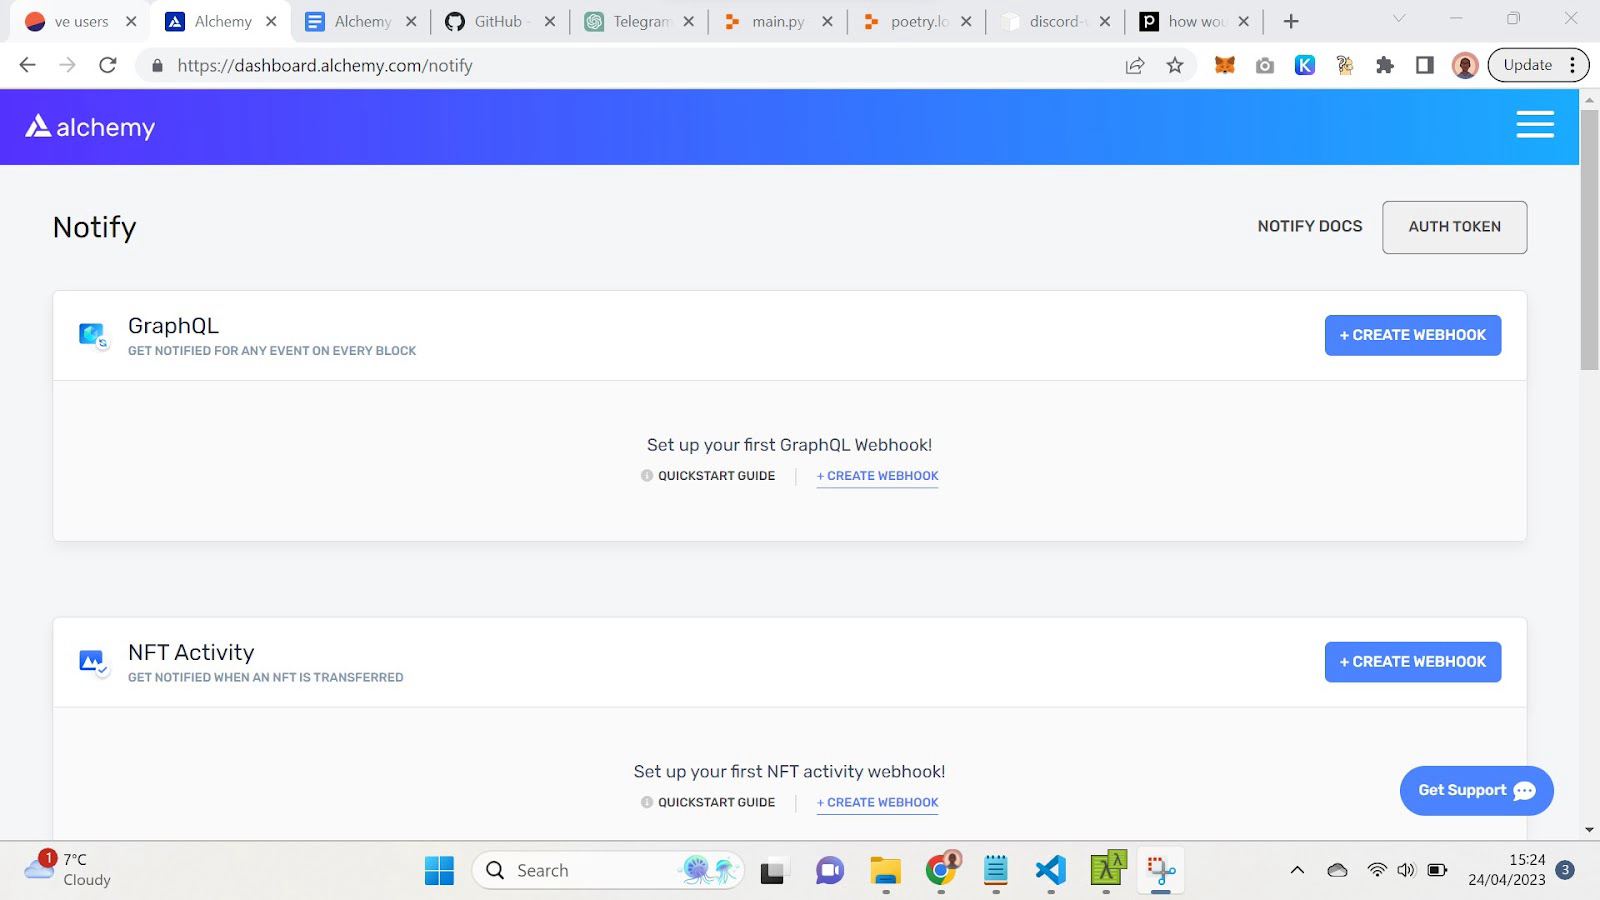 ve users
Alchemy
Alchemy
GitHub -
Telegram
main.py
poetry.lo
discord-
how wou
https://dashboard.alchemy.com/notify
Update
alchemy
Notify
NOTIFY DOCS
AUTH TOKEN
GraphQL
GET NOTIFIED FOR ANY EVENT ON EVERY BLOCK
+ CREATE WEBHOOK
Set up your first GraphQL Webhook!
QUICKSTART GUIDE
+ CREATE WEBHOOK
NFT Activity
GET NOTIFIED WHEN AN NFT IS TRANSFERRED
+ CREATE WEBHOOK
Set up your first NFT activity webhook!
QUICKSTART GUIDE
+ CREATE WEBHOOK
Get Support
1
7°C
Cloudy
Search
15:24
24/04/2023
3